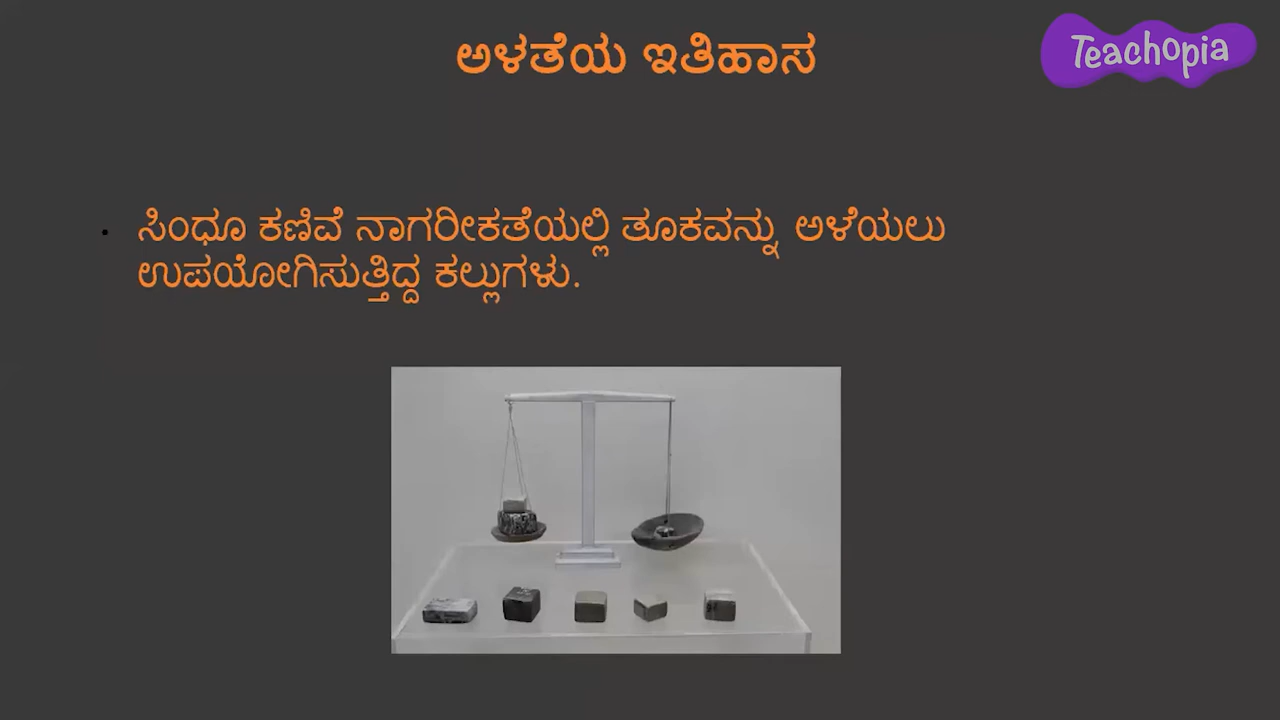 ಅಳತೆಯ ಇತಿಹಾಸ
Teachopia
• ಸಿಂಧೂ ಕಣಿವೆ ನಾಗರೀಕತೆಯಲ್ಲಿ ತೂಕವನ್ನು ಅಳೆಯಲು
ಉಪಯೋಗಿಸುತ್ತಿದ್ದ ಕಲ್ಲುಗಳು.